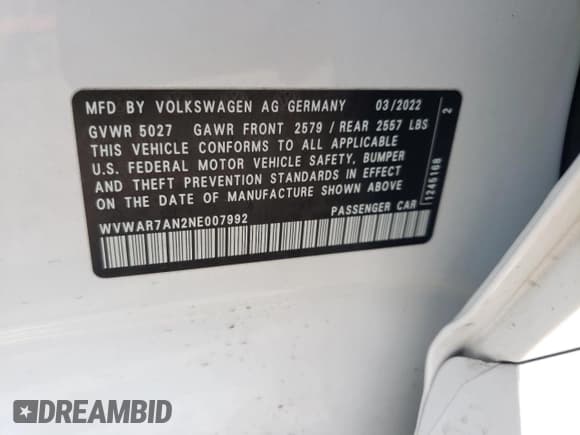 MFD BY VOLKSWAGEN AG GERMANY 03/2022
GVWR 5027 GAWR FRONT 2579 / REAR 2557 LBS
THIS VEHICLE CONFORMS TO ALL APPLICABLE
U.S. FEDERAL MOTOR VEHICLE SAFETY, BUMPER
AND THEFT PREVENTION STANDARDS IN EFFECT
ON THE DATE OF MANUFACTURE SHOWN ABOVE
WVWAR7AN2NE007992 PASSENGER CAR
1246168 2
DREAMBID